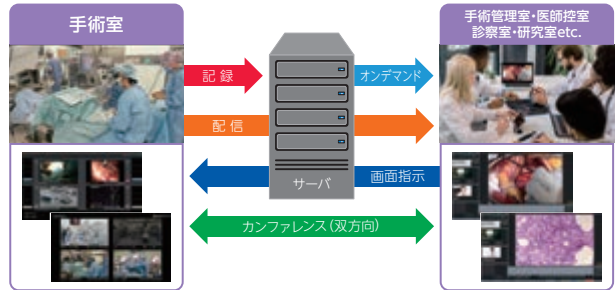 手術室
手術管理室・医師控室
診察室・研究室etc.
記録
オンデマンド
配信
サーバ
画面指示
カンファレンス（双方向）